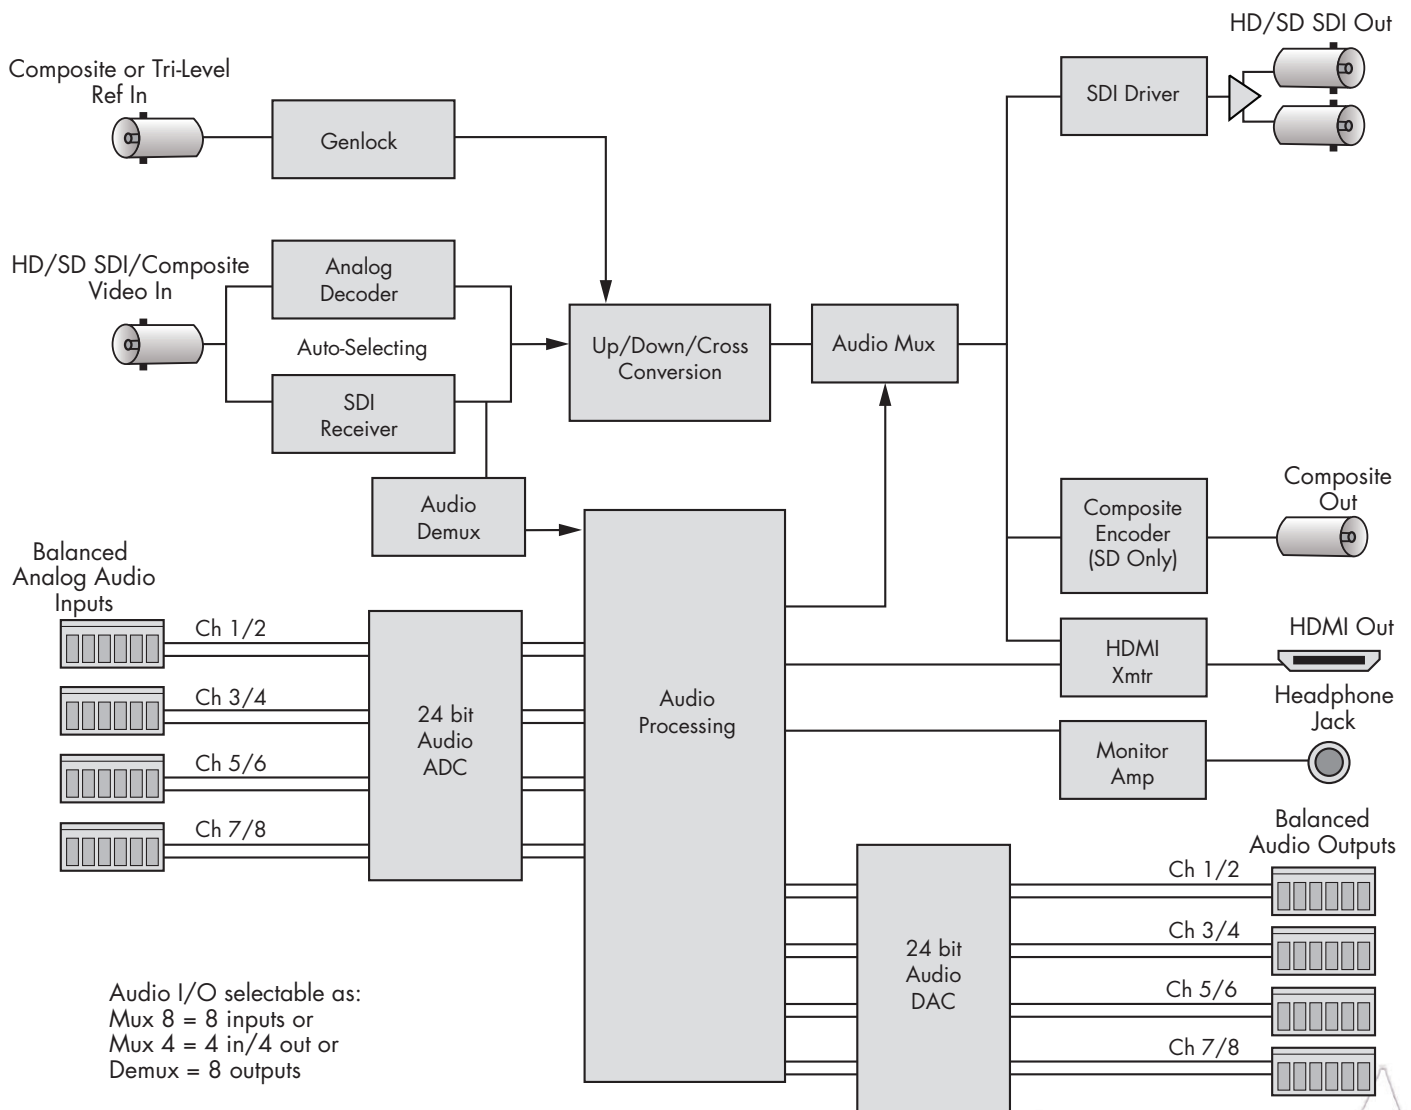 HD/SD SDI Out
Composite or Tri-Level
Ref In
Genlock
SDI Driver
HD/SD SDI/Composite
Video In
Analog
Decoder
Auto-Selecting
SDI
Receiver
Up/Down/Cross
Conversion
Audio Mux
Audio
Demux
Composite
Encoder
(SD Only)
Composite
Out
Balanced
Analog Audio
Inputs
Ch 1/2
Ch 3/4
Ch 5/6
Ch 7/8
24 bit
Audio
ADC
Audio
Processing
HDMI
Xmtr
HDMI Out
Headphone
Jack
Monitor
Amp
Balanced
Audio Outputs
24 bit
Audio
DAC
Ch 1/2
Ch 3/4
Ch 5/6
Ch 7/8
Audio I/O selectable as:
Mux 8 = 8 inputs or
Mux 4 = 4 in/4 out or
Demux = 8 outputs